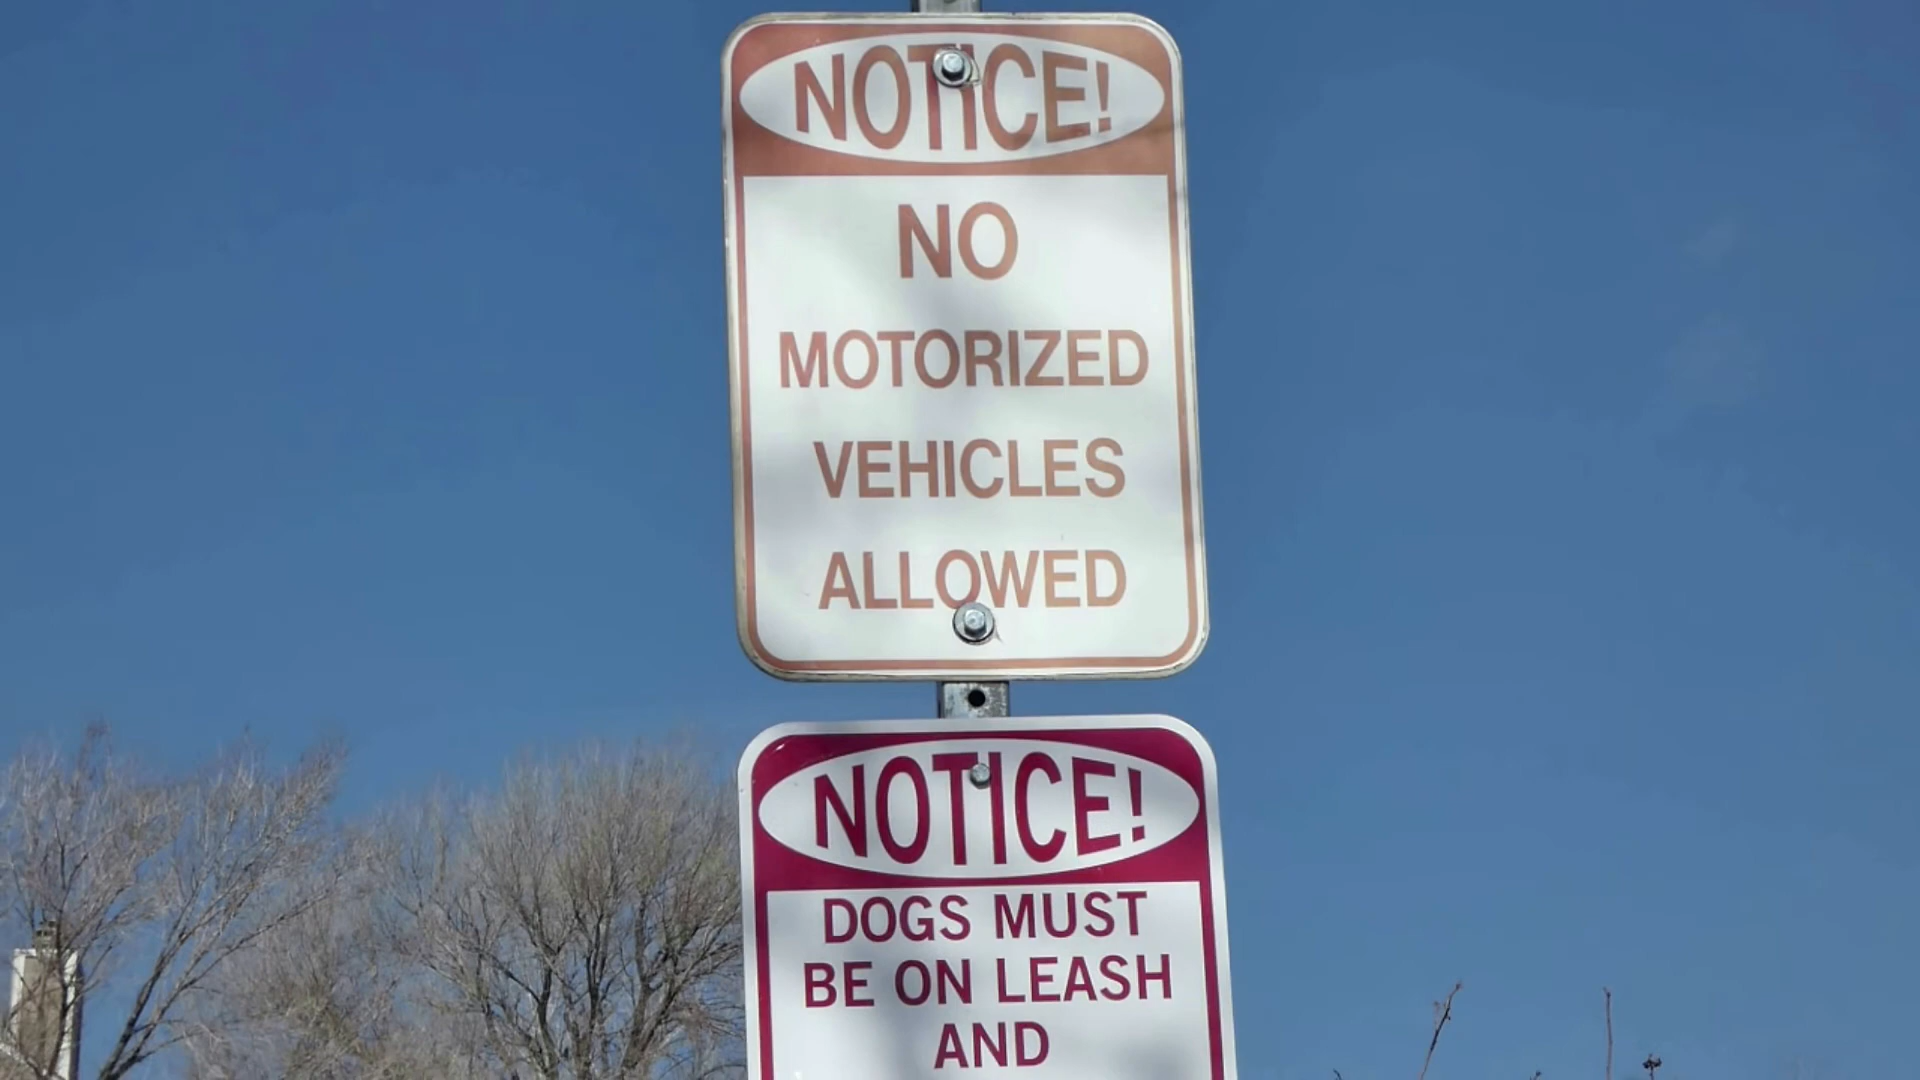 NOTICE!
NO
MOTORIZED
VEHICLES
ALLOWED
NOTICE!
DOGS MUST
BE ON LEASH
AND